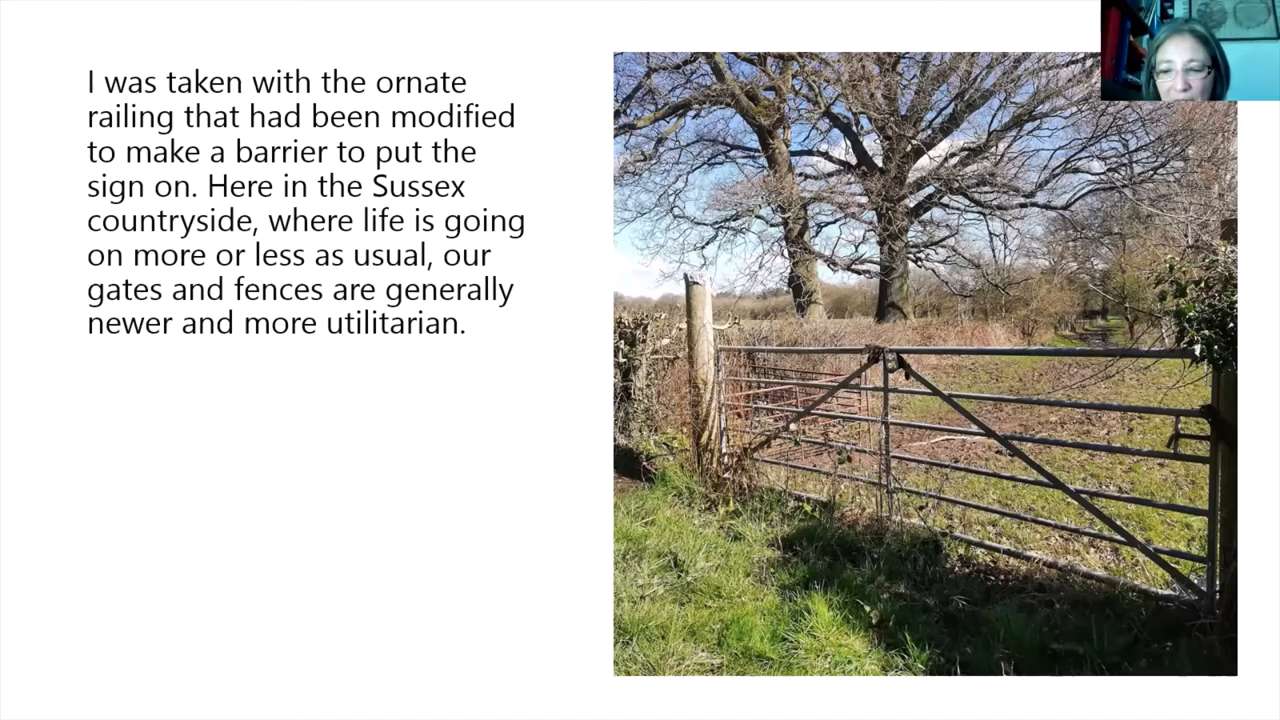 I was taken with the ornate
railing that had been modified
to make a barrier to put the
sign on. Here in the Sussex
countryside, where life is going
on more or less as usual, our
gates and fences are generally
newer and more utilitarian.